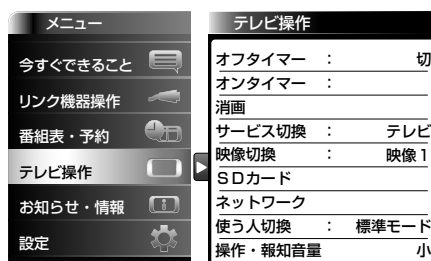 メニュー
今すぐできること
リンク機器操作
番組表・予約
テレビ操作
お知らせ・情報
設定
テレビ操作
オフタイマー : 切
オンタイマー :
消画
サービス切換 : テレビ
映像切換 : 映像1
SDカード
ネットワーク
使う人切換 : 標準モード
操作・報知音量 小